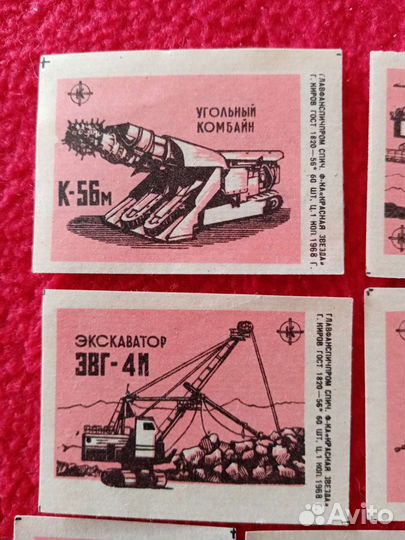 УГОЛЬНЫЙ
КОМБАЙН
К-56м
ГЛАВФАНСПИЧПРОМ СПИЧ. Ф-КА „КРАСНАЯ ЗВЕЗДА“
Г. КИРОВ ГОСТ 1820—56* 60 ШТ. Ц. 1 КОП. 1968 Г.
ЭКСКАВАТОР
ЭВГ-4И
ГЛАВФАНСПИЧПРОМ СПИЧ. Ф-КА „КРАСНАЯ ЗВЕЗДА“
Г. КИРОВ ГОСТ 1820—56* 60 ШТ. Ц. 1 КОП. 1968
Avito